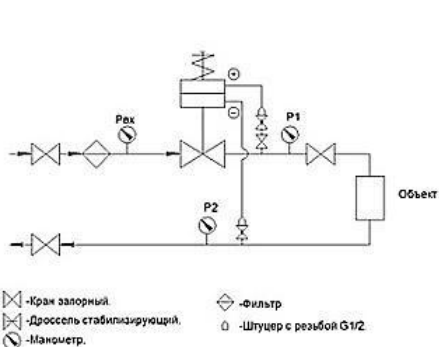 +
−
Рвх
P1
P2
Объект
-Кран запорный.
-Дроссель стабилизирующий.
-Манометр.
-Фильтр
-Штуцер с резьбой G1/2